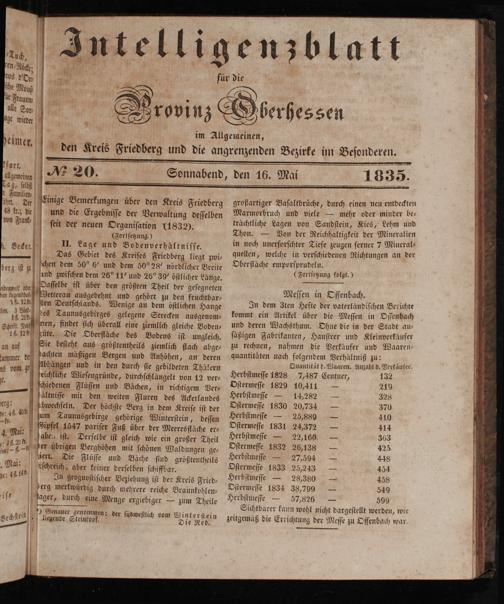 Intelligenzblatt
für die
Provinz Oberhessen
im Allgemeinen,
den Kreis Friedberg und die angrenzenden Bezirke im Besonderen.
№ 20. Sonnabend, den 16. Mai 1835.
Einige Bemerkungen über den Kreis Friedberg
und die Ergebnisse der Verwaltung desselben
seit der neuen Organisation (1832).
(Fortsetzung.)
II. Lage und Bodenverhältnisse.
Das Gebiet des Kreises Friedberg liegt zwi-
schen dem 50° 6' und dem 50° 28' nördlicher Breite
und zwischen dem 26° 11' und 26° 39' östlicher Länge.
Dasselbe ist über den größten Theil der gesegneten
Wetterau ausgebreitet und gehört zu den fruchtbar-
sten Deutschlands. Wenige an dem östlichen Hange
des Taunusgebirges gelegene Strecken ausgenom-
men, findet sich überall eine ziemlich gleiche Boden-
güte. Die Oberfläche des Bodens ist ungleich.
Sie besteht aus größtentheils ziemlich flach abge-
dachten mäßigen Bergen und Anhöhen, an deren
Abhängen und in den durch sie gebildeten Thälern
reichliche Wiesengründe, durchschlängelt von 12 ver-
schiedenen Flüssen und Bächen, in richtigem Ver-
hältnisse mit den weiten Fluren des Ackerlandes
abwechseln. Der höchste Berg in dem Kreise ist der
zum Taunusgebirge gehörige Winterstein, dessen
Gipfel 1547 pariser Fuß über der Meeresfläche er-
haben ist. Derselbe ist gleich wie ein großer Theil
der übrigen Berghöhen mit schönen Waldungen ge-
ziert. Die Flüsse und Bäche sind größtentheils
fischreich, aber keiner derselben schiffbar.
In geognostischer Beziehung ist der Kreis Fried-
berg merkwürdig durch mehrere reiche Braunkohlen-
lager, durch eine Menge ergiebiger — zum Theile
*) Genauer genommen: der südwestlich vom Winterstein
liegende Steinkopf. Die Red.
großartiger Basaltbrüche, durch einen neu entdeckten
Marmorbruch und viele — mehr oder minder be-
trächtliche Lagen von Sandstein, Kies, Lehm und
Thon. — Von der Reichhaltigkeit der Mineralien
in noch unerforschter Tiefe zeugen ferner 7 Mineral-
quellen, welche in verschiedenen Richtungen an der
Oberfläche emporsprudeln.
(Fortsetzung folgt.)
Messen in Offenbach.
In dem 3ten Hefte der vaterländischen Berichte
kommt ein Artikel über die Messen in Offenbach
und deren Wachsthum. Ohne die in der Stadt an-
säßigen Fabrikanten, Hausirer und Kleinverkäufer
zu rechnen, nahmen die Verkäufer und Waaren-
quantitäten nach folgendem Verhältniß zu:
Quantität d. Waaren. Anzahl d. Verkäufer.
Herbstmesse 1828 7,487 Centner, 132
Ostermesse 1829 10,411 — 219
Herbstmesse — 14,282 — 328
Ostermesse 1830 20,734 — 370
Herbstmesse — 25,889 — 410
Ostermesse 1831 24,372 — 414
Herbstmesse — 22,160 — 363
Ostermesse 1832 26,138 — 425
Herbstmesse — 27,594 — 448
Ostermesse 1833 25,243 — 454
Herbstmesse — 28,380 — 458
Ostermesse 1834 38,799 — 549
Herbstmesse — 57,826 — 599
Sichtbarer kann wohl nicht dargestellt werden, wie
zeitgemäß die Errichtung der Messe zu Offenbach war.